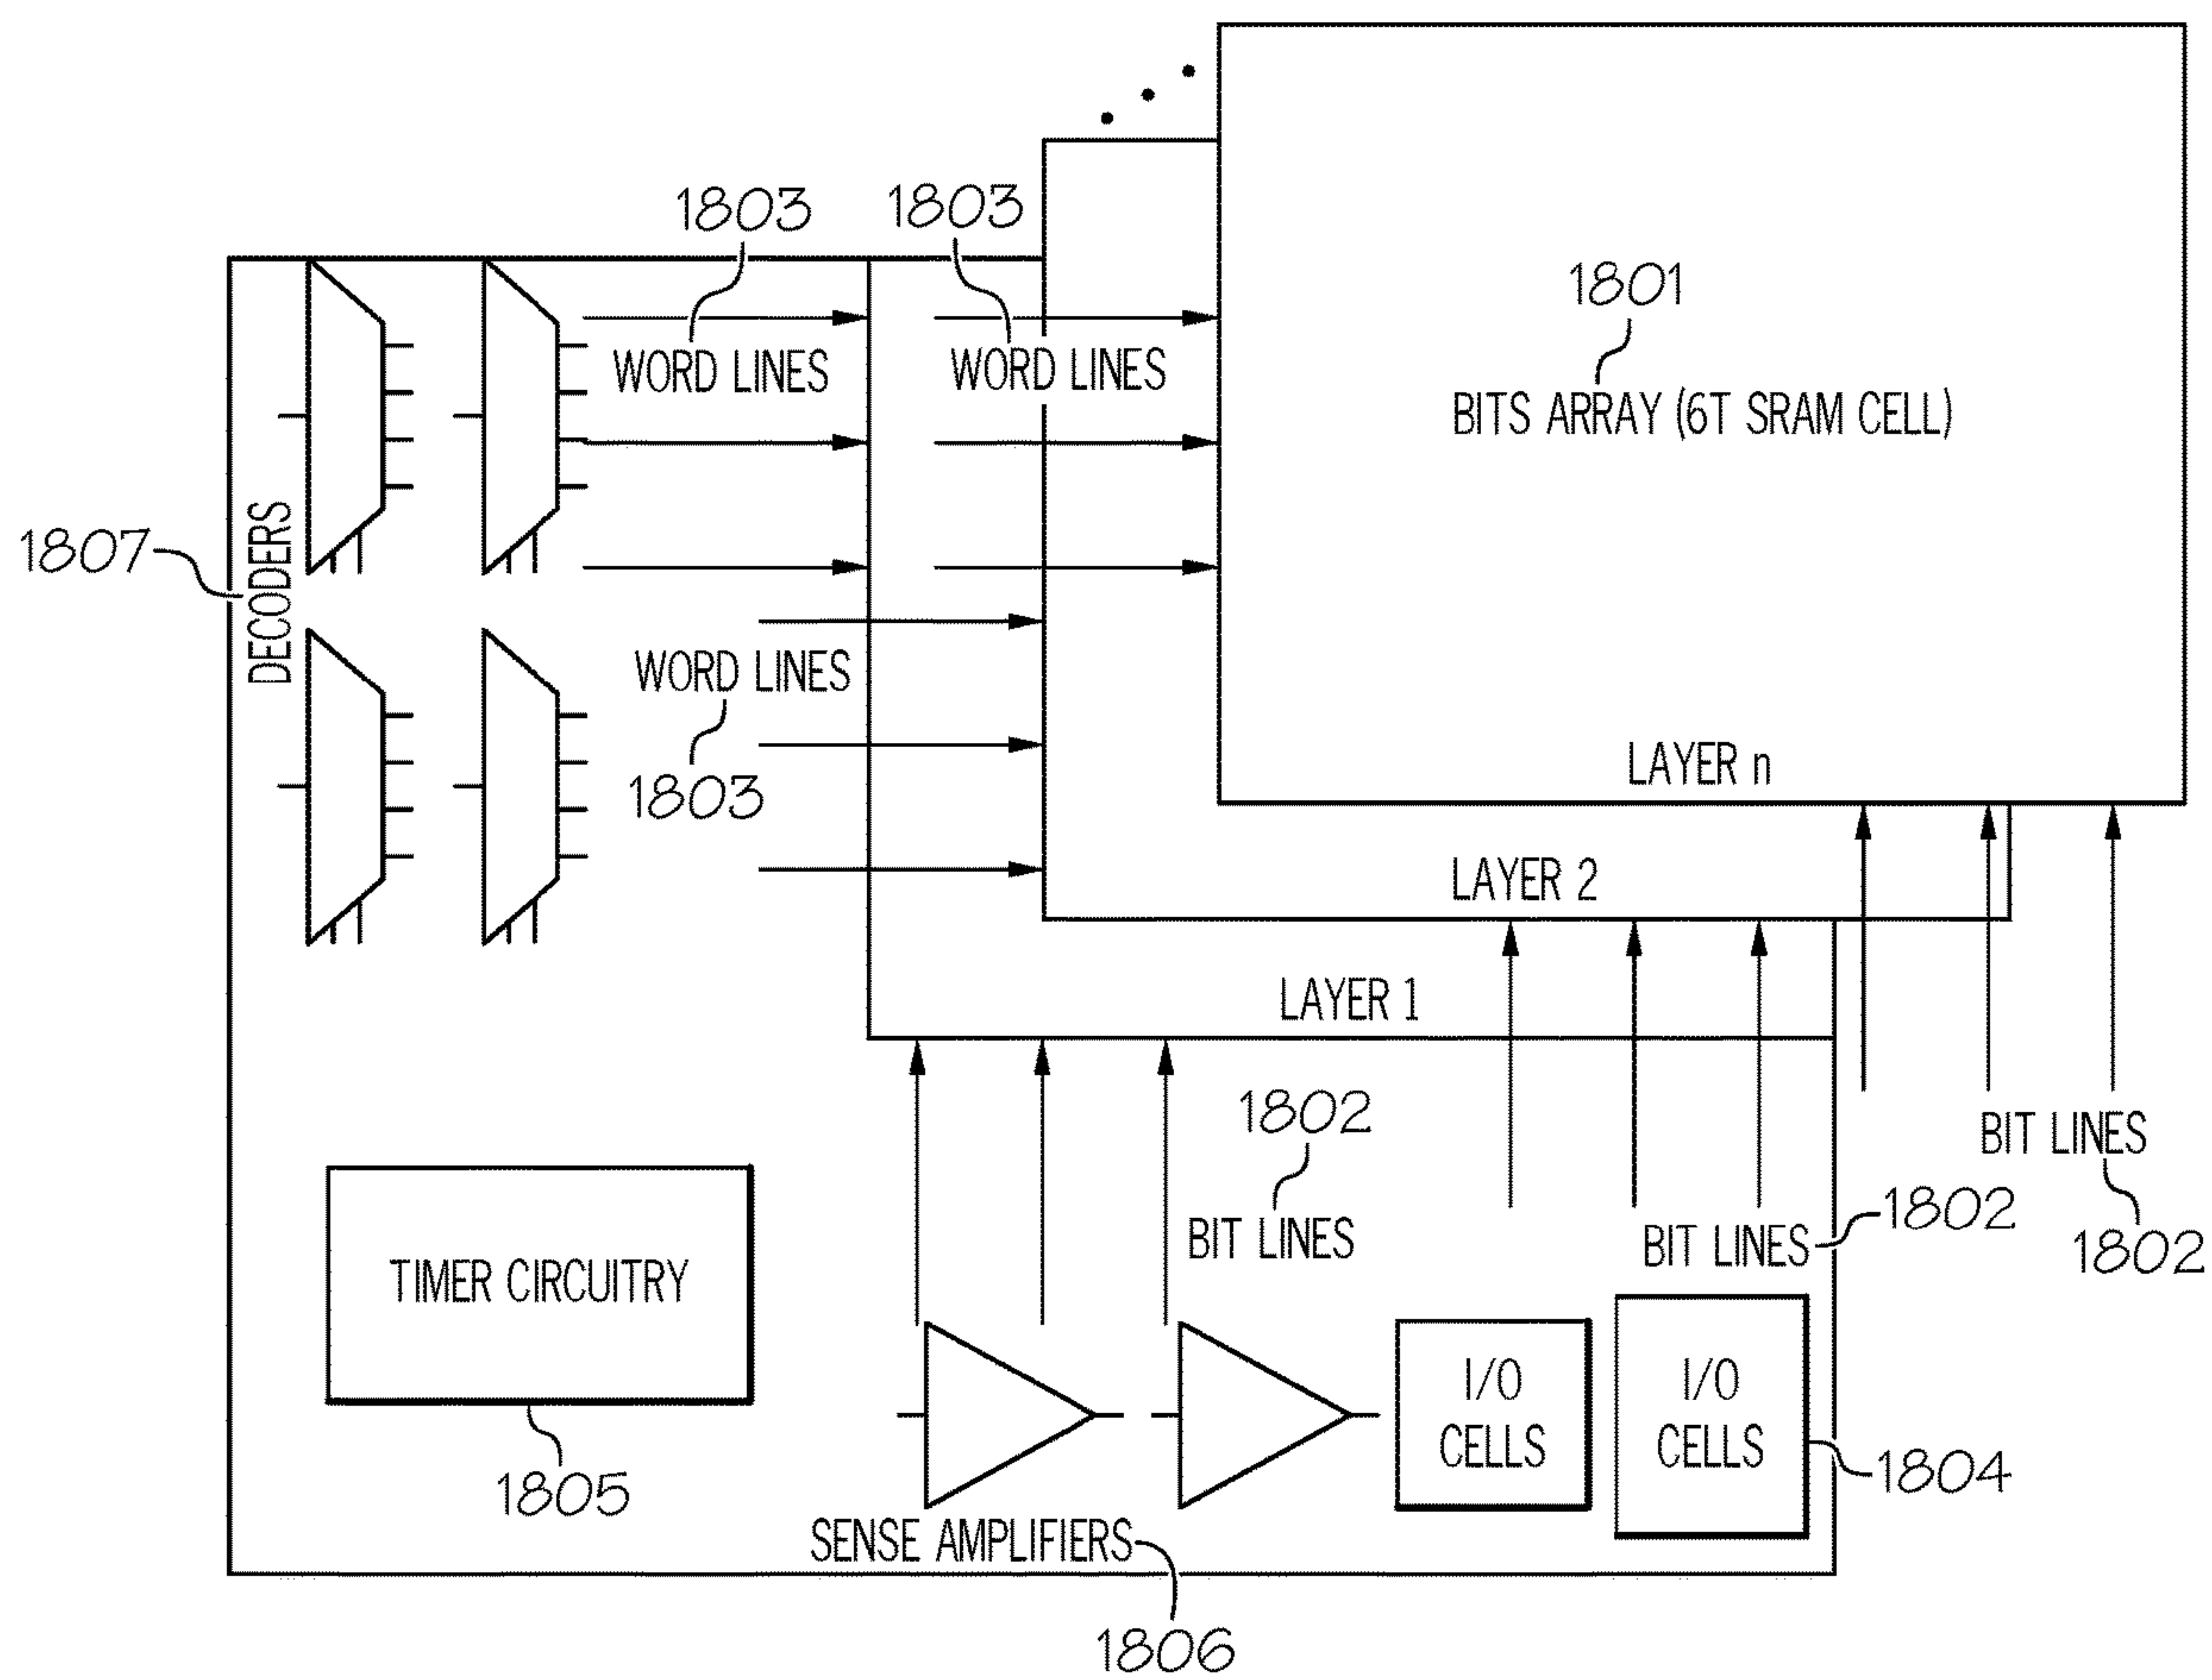 1803
1803
1801
WORD LINES
WORD LINES
BITS ARRAY (6T SRAM CELL)
1807
DECODERS
WORD LINES
1803
LAYER n
LAYER 2
LAYER 1
1802
BIT LINES
BIT LINES
1802
BIT LINES
1802
TIMER CIRCUITRY
1805
I/O
CELLS
I/O
CELLS
1804
SENSE AMPLIFIERS
1806